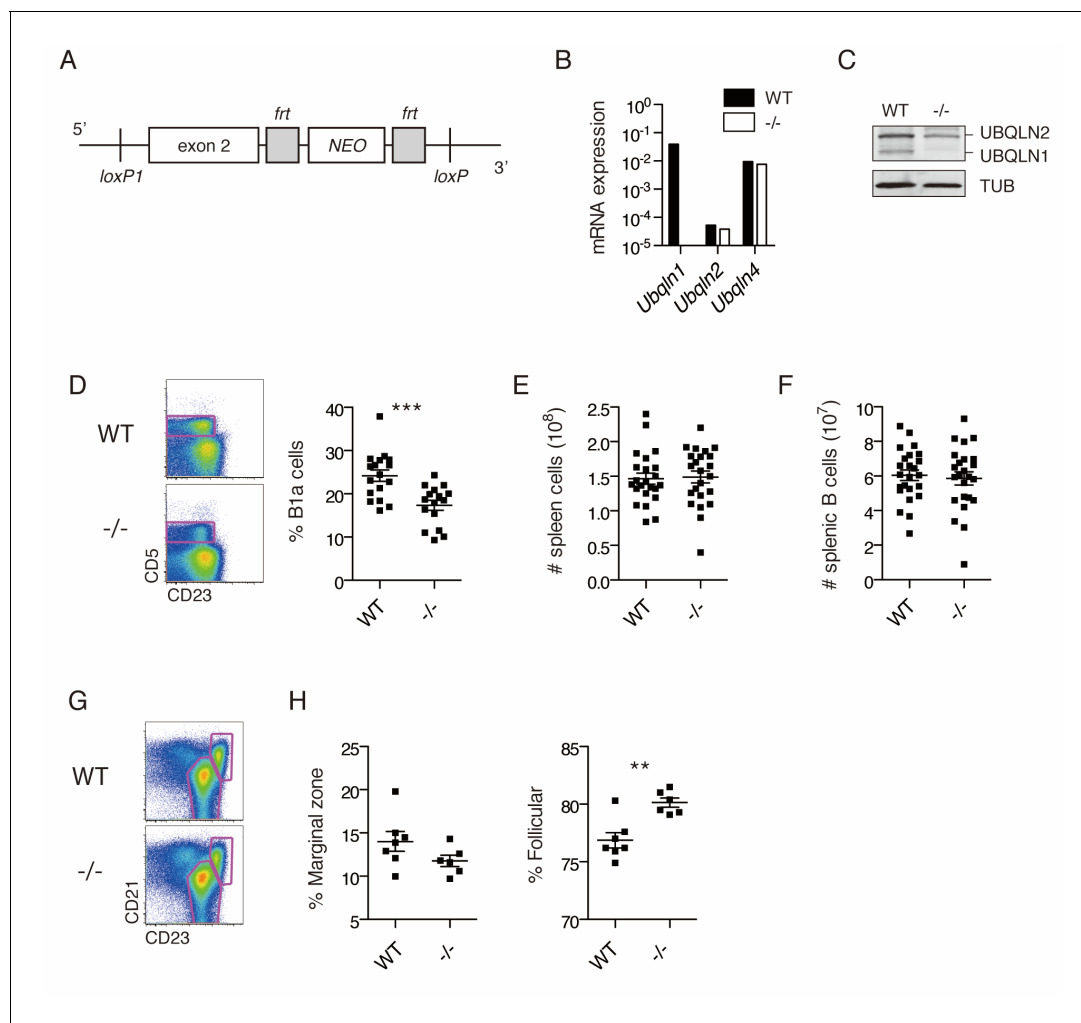 A
5'
loxP1
exon 2
frt
NEO
frt
loxP
3'
B
mRNA expression
10^0
10^-1
10^-2
10^-3
10^-4
10^-5
Ubqln1
Ubqln2
Ubqln4
WT
-/-
C
WT -/-
UBQLN2
UBQLN1
TUB
D
WT
-/-
CD5
CD23
% B1a cells
40
30
20
10
0
***
WT
-/-
E
# spleen cells (10^8)
2.5
2.0
1.5
1.0
0.5
0.0
WT
-/-
F
# splenic B cells (10^7)
10
8
6
4
2
0
WT
-/-
G
WT
-/-
CD21
CD23
H
% Marginal zone
25
20
15
10
5
WT
-/-
% Follicular
85
80
75
70
**
WT
-/-